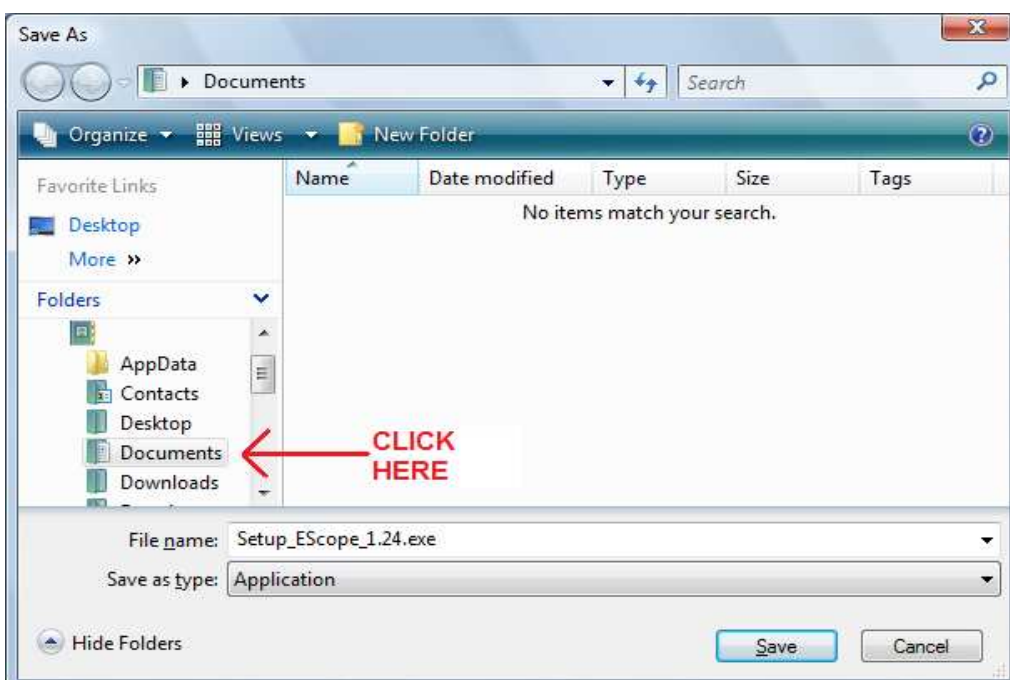 Save As
Documents
Search
Organize Views New Folder
Favorite Links
Desktop
More »
Folders
AppData
Contacts
Desktop
Documents
Downloads
Name Date modified Type Size Tags
No items match your search.
CLICK
HERE
File name: Setup_EScope_1.24.exe
Save as type: Application
Hide Folders
Save Cancel